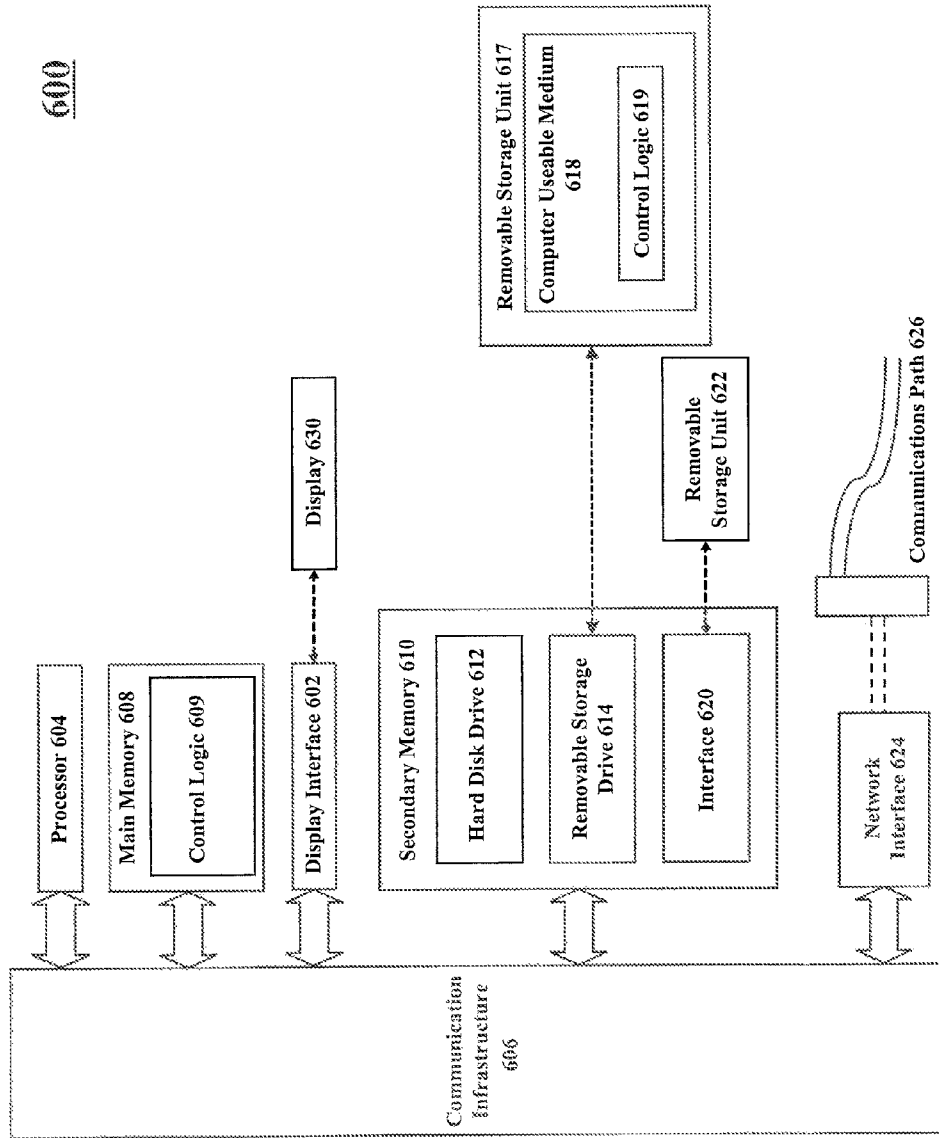 600
Communication
Infrastructure
606
Processor 604
Main Memory 608
Control Logic 609
Display Interface 602
Display 630
Secondary Memory 610
Hard Disk Drive 612
Removable Storage
Drive 614
Interface 620
Removable Storage Unit 617
Computer Useable Medium
618
Control Logic 619
Removable
Storage Unit 622
Network
Interface 624
Communications Path 626